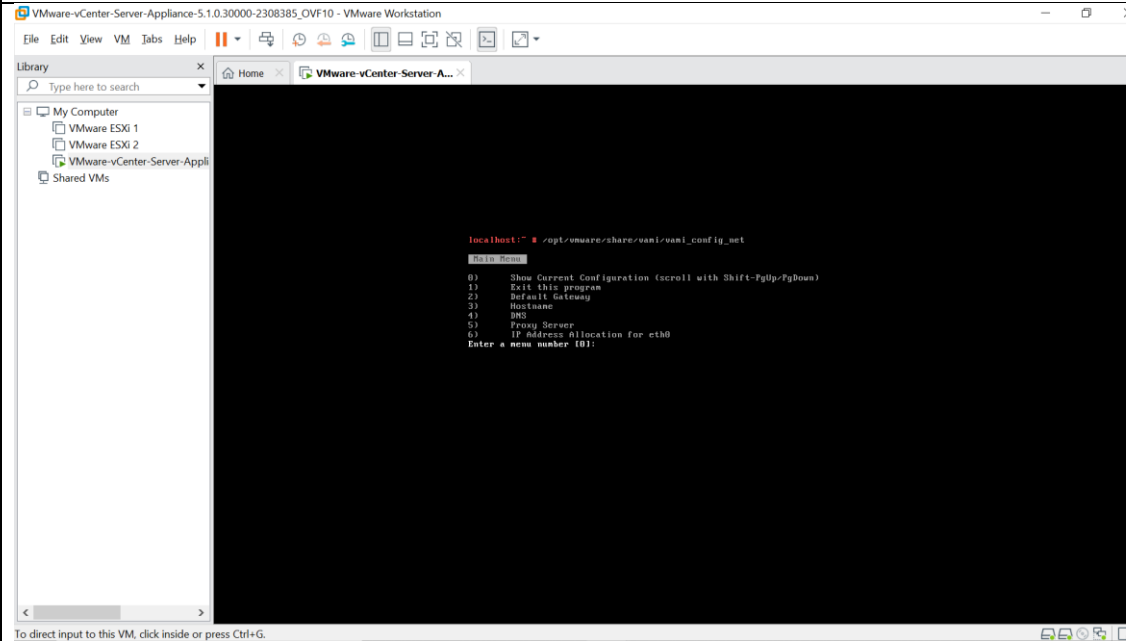 VMware-vCenter-Server-Appliance-5.1.0.30000-2308385_OVF10 - VMware Workstation
File Edit View VM Tabs Help
Library
Home
VMware-vCenter-Server-A...
Type here to search
My Computer
VMware ESXi 1
VMware ESXi 2
VMware-vCenter-Server-Appli
Shared VMs
localhost:~ # /opt/vmware/share/vami/vami_config_net
Main Menu
0) Show Current Configuration (scroll with Shift-PgUp/PgDown)
1) Exit this program
2) Default Gateway
3) Hostname
4) DNS
5) Proxy Server
6) IP Address Allocation for eth0
Enter a menu number [0]:
To direct input to this VM, click inside or press Ctrl+G.